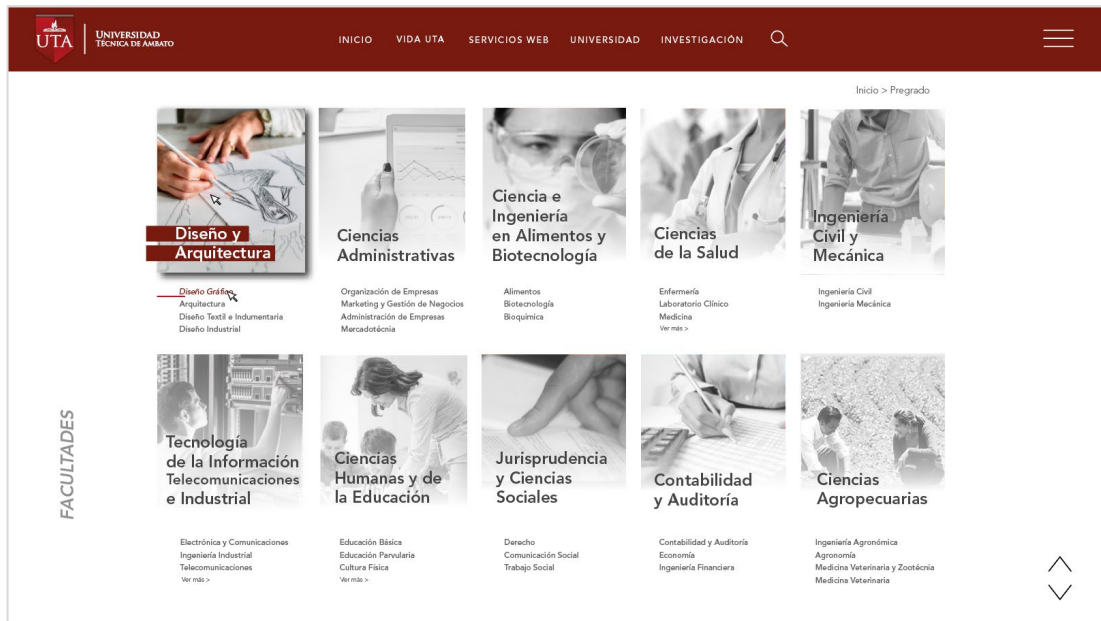 UTA
UNIVERSIDAD
TÉCNICA DE AMBATO
INICIO VIDA UTA SERVICIOS WEB UNIVERSIDAD INVESTIGACIÓN
Inicio > Pregrado
Diseño y
Arquitectura
Diseño Gráfico
Arquitectura
Diseño Textil e Indumentaria
Diseño Industrial
Ciencias
Administrativas
Organización de Empresas
Marketing y Gestión de Negocios
Administración de Empresas
Mercadotécnia
Ciencia e
Ingeniería
en Alimentos y
Biotecnología
Alimentos
Biotecnología
Bioquimica
Ciencias
de la Salud
Enfermería
Laboratorio Clínico
Medicina
Ver más >
Ingeniería
Civil y
Mecánica
Ingeniería Civil
Ingeniería Mecánica
FACULTADES
Tecnología
de la Información
Telecomunicaciones
e Industrial
Electrónica y Comunicaciones
Ingeniería Industrial
Telecomunicaciones
Ver más >
Ciencias
Humanas y de
la Educación
Educación Básica
Educación Parvularia
Cultura Física
Ver más >
Jurisprudencia
y Ciencias
Sociales
Derecho
Comunicación Social
Trabajo Social
Contabilidad
y Auditoría
Contabilidad y Auditoría
Economía
Ingeniería Financiera
Ciencias
Agropecuarias
Ingeniería Agronómica
Agronomía
Medicina Veterinaria y Zootécnía
Medicina Veterinaria